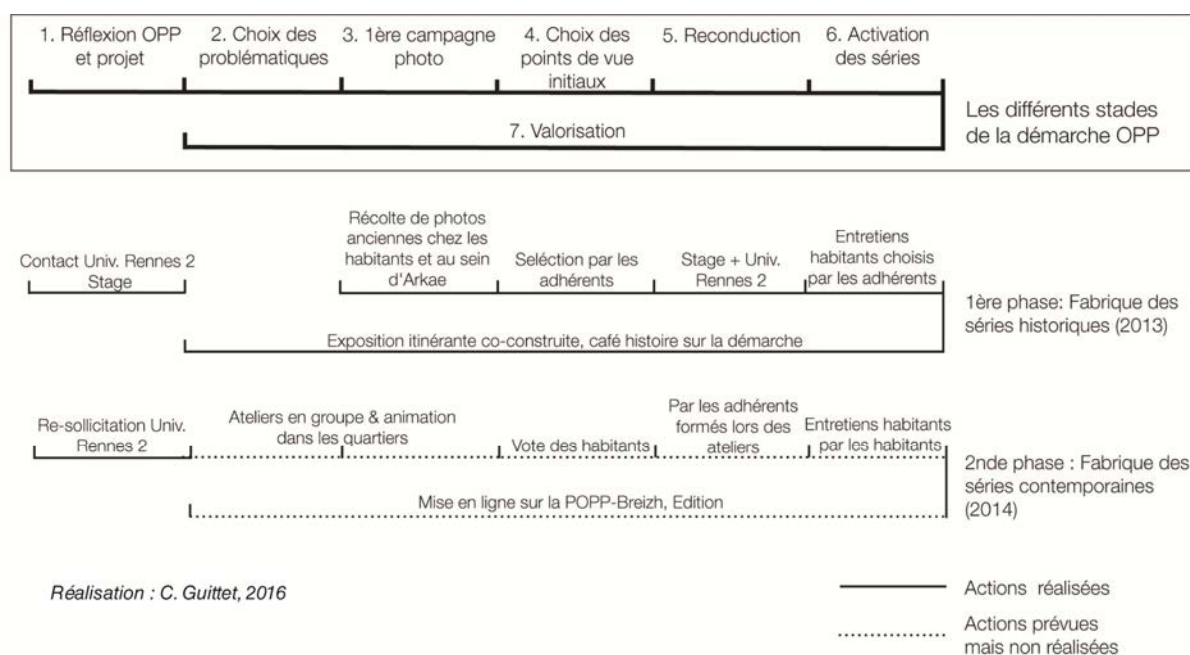 1. Réflexion OPP
et projet
2. Choix des
problématiques
3. 1ère campagne
photo
4. Choix des
points de vue
initiaux
5. Reconduction
6. Activation
des séries
7. Valorisation
Les différents stades
de la démarche OPP
Contact Univ. Rennes 2
Stage
Récolte de photos
anciennes chez les
habitants et au sein
d'Arkae
Seléction par les
adhérents
Stage + Univ.
Rennes 2
Entretiens
habitants choisis
par les adhérents
Exposition itinérante co-construite, café histoire sur la démarche
1ère phase: Fabrique des
séries historiques (2013)
Re-sollicitation Univ.
Rennes 2
Ateliers en groupe & animation
dans les quartiers
Vote des habitants
Par les adhérents
formés lors des
ateliers
Entretiens habitants
par les habitants
Mise en ligne sur la POPP-Breizh, Edition
2nde phase : Fabrique des
séries contemporaines
(2014)
Réalisation : C. Guittet, 2016
Actions réalisées
Actions prévues
mais non réalisées